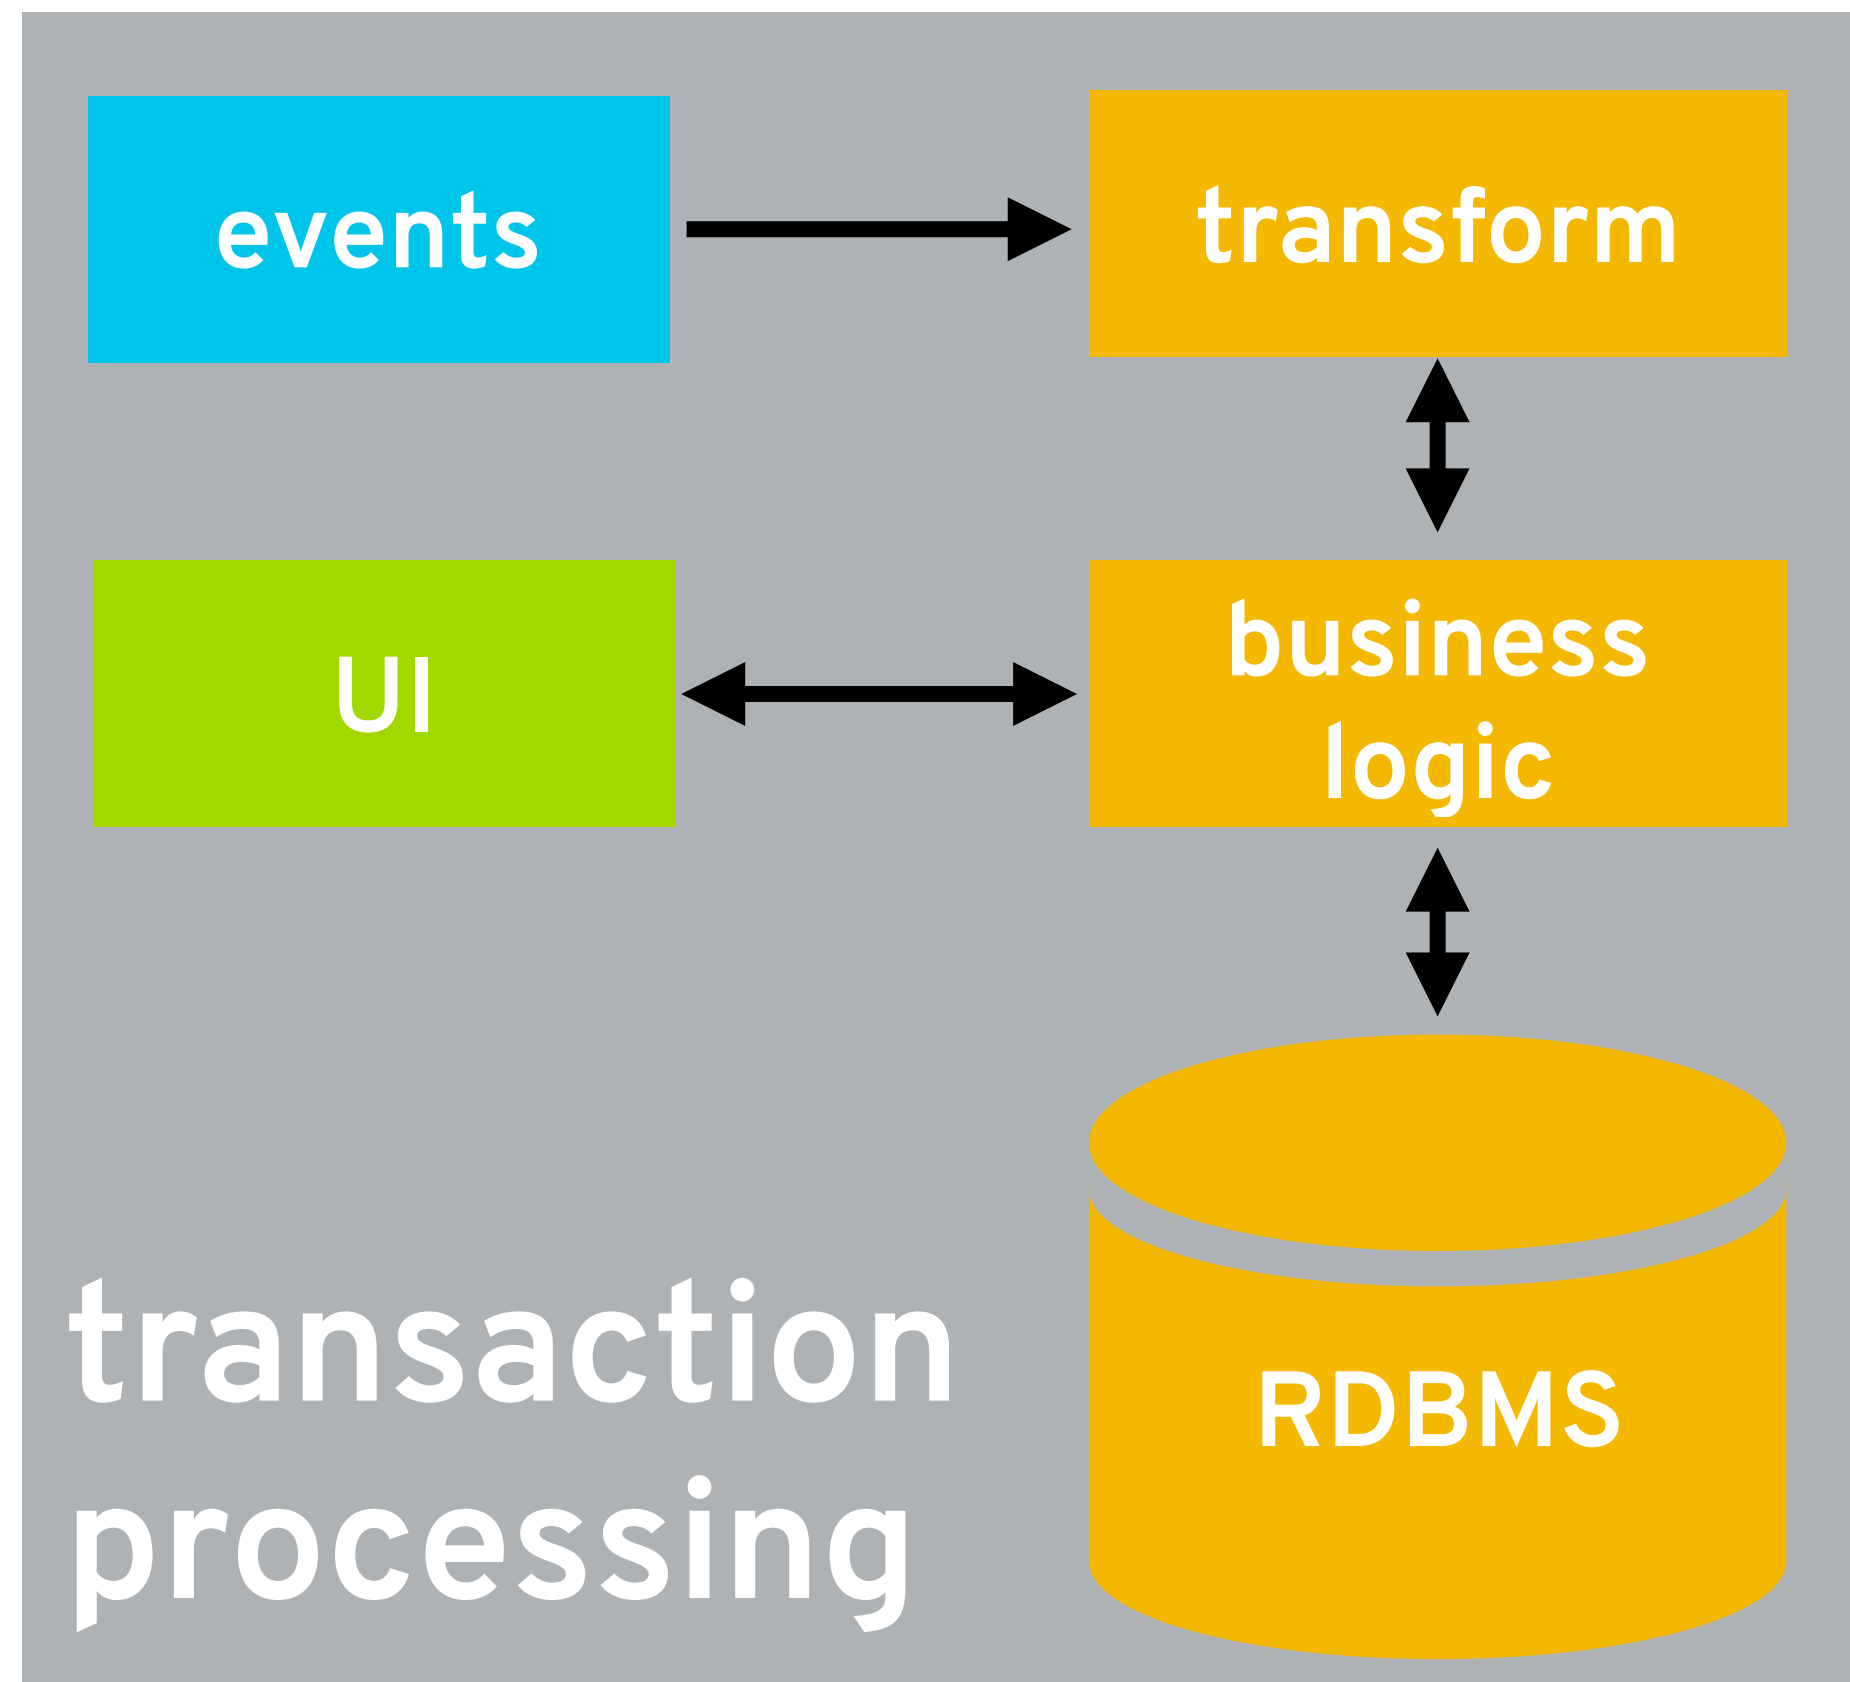 events
transform
UI
business
logic
RDBMS
transaction
processing